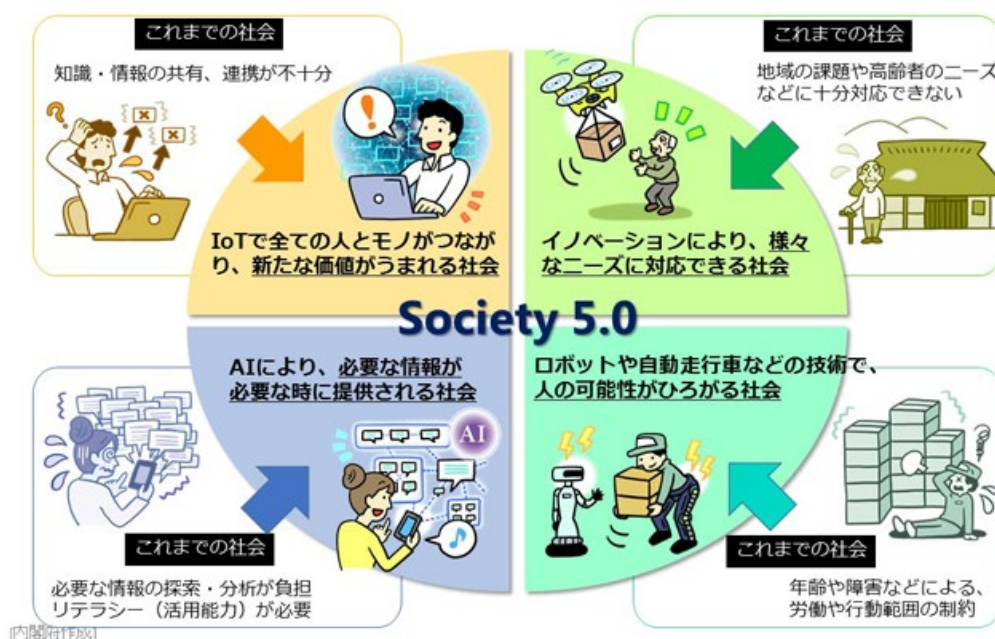 これまでの社会
知識・情報の共有、連携が不十分
IoTで全ての人とモノがつなが
り、新たな価値がうまれる社会
これまでの社会
地域の課題や高齢者のニーズ
などに十分対応できない
イノベーションにより、様々
なニーズに対応できる社会
Society 5.0
AIにより、必要な情報が
必要な時に提供される社会
AI
これまでの社会
必要な情報の探索・分析が負担
リテラシー（活用能力）が必要
ロボットや自動走行車などの技術で、
人の可能性がひろがる社会
これまでの社会
年齢や障害などによる、
労働や行動範囲の制約
[内閣府作成]